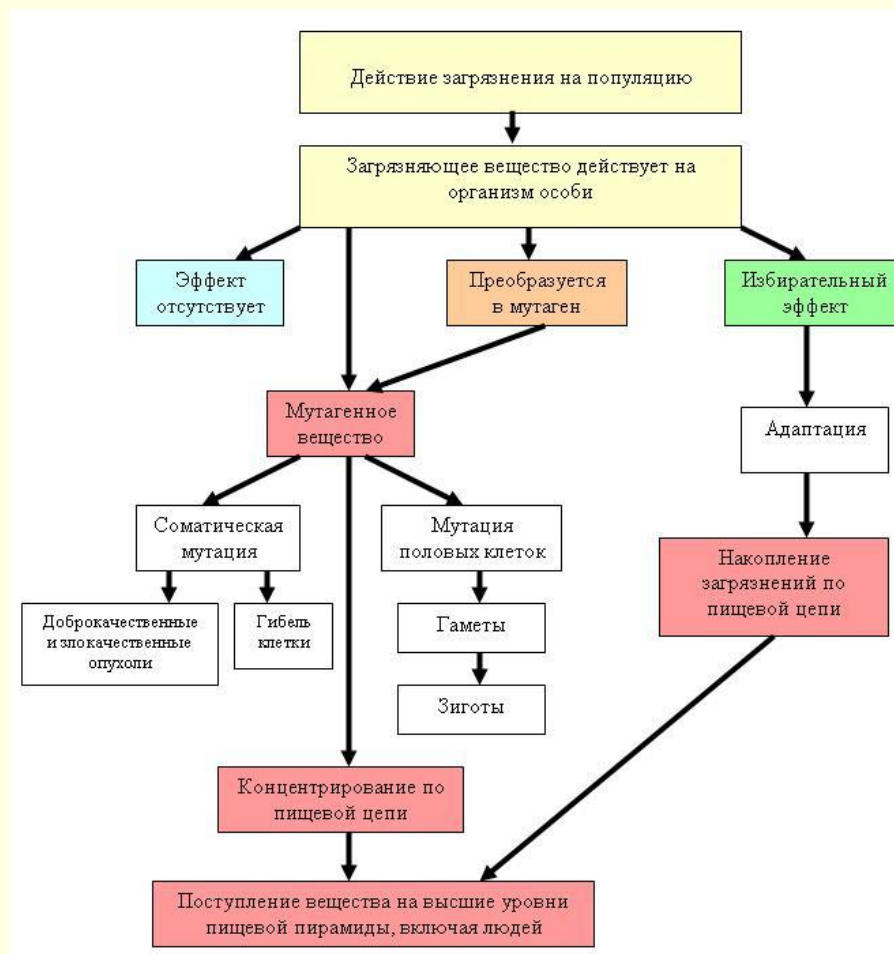 Действие загрязнения на популяцию
Загрязняющее вещество действует на
организм особи
Эффект
отсутствует
Преобразуется
в мутаген
Избирательный
эффект
Мутагенное
вещество
Адаптация
Соматическая
мутация
Мутация
половых клеток
Накопление
загрязнений по
пищевой цепи
Доброкачественные
и злокачественные
опухоли
Гибель
клетки
Гаметы
Зиготы
Концентрирование по
пищевой цепи
Поступление вещества на высшие уровни
пищевой пирамиды, включая людей